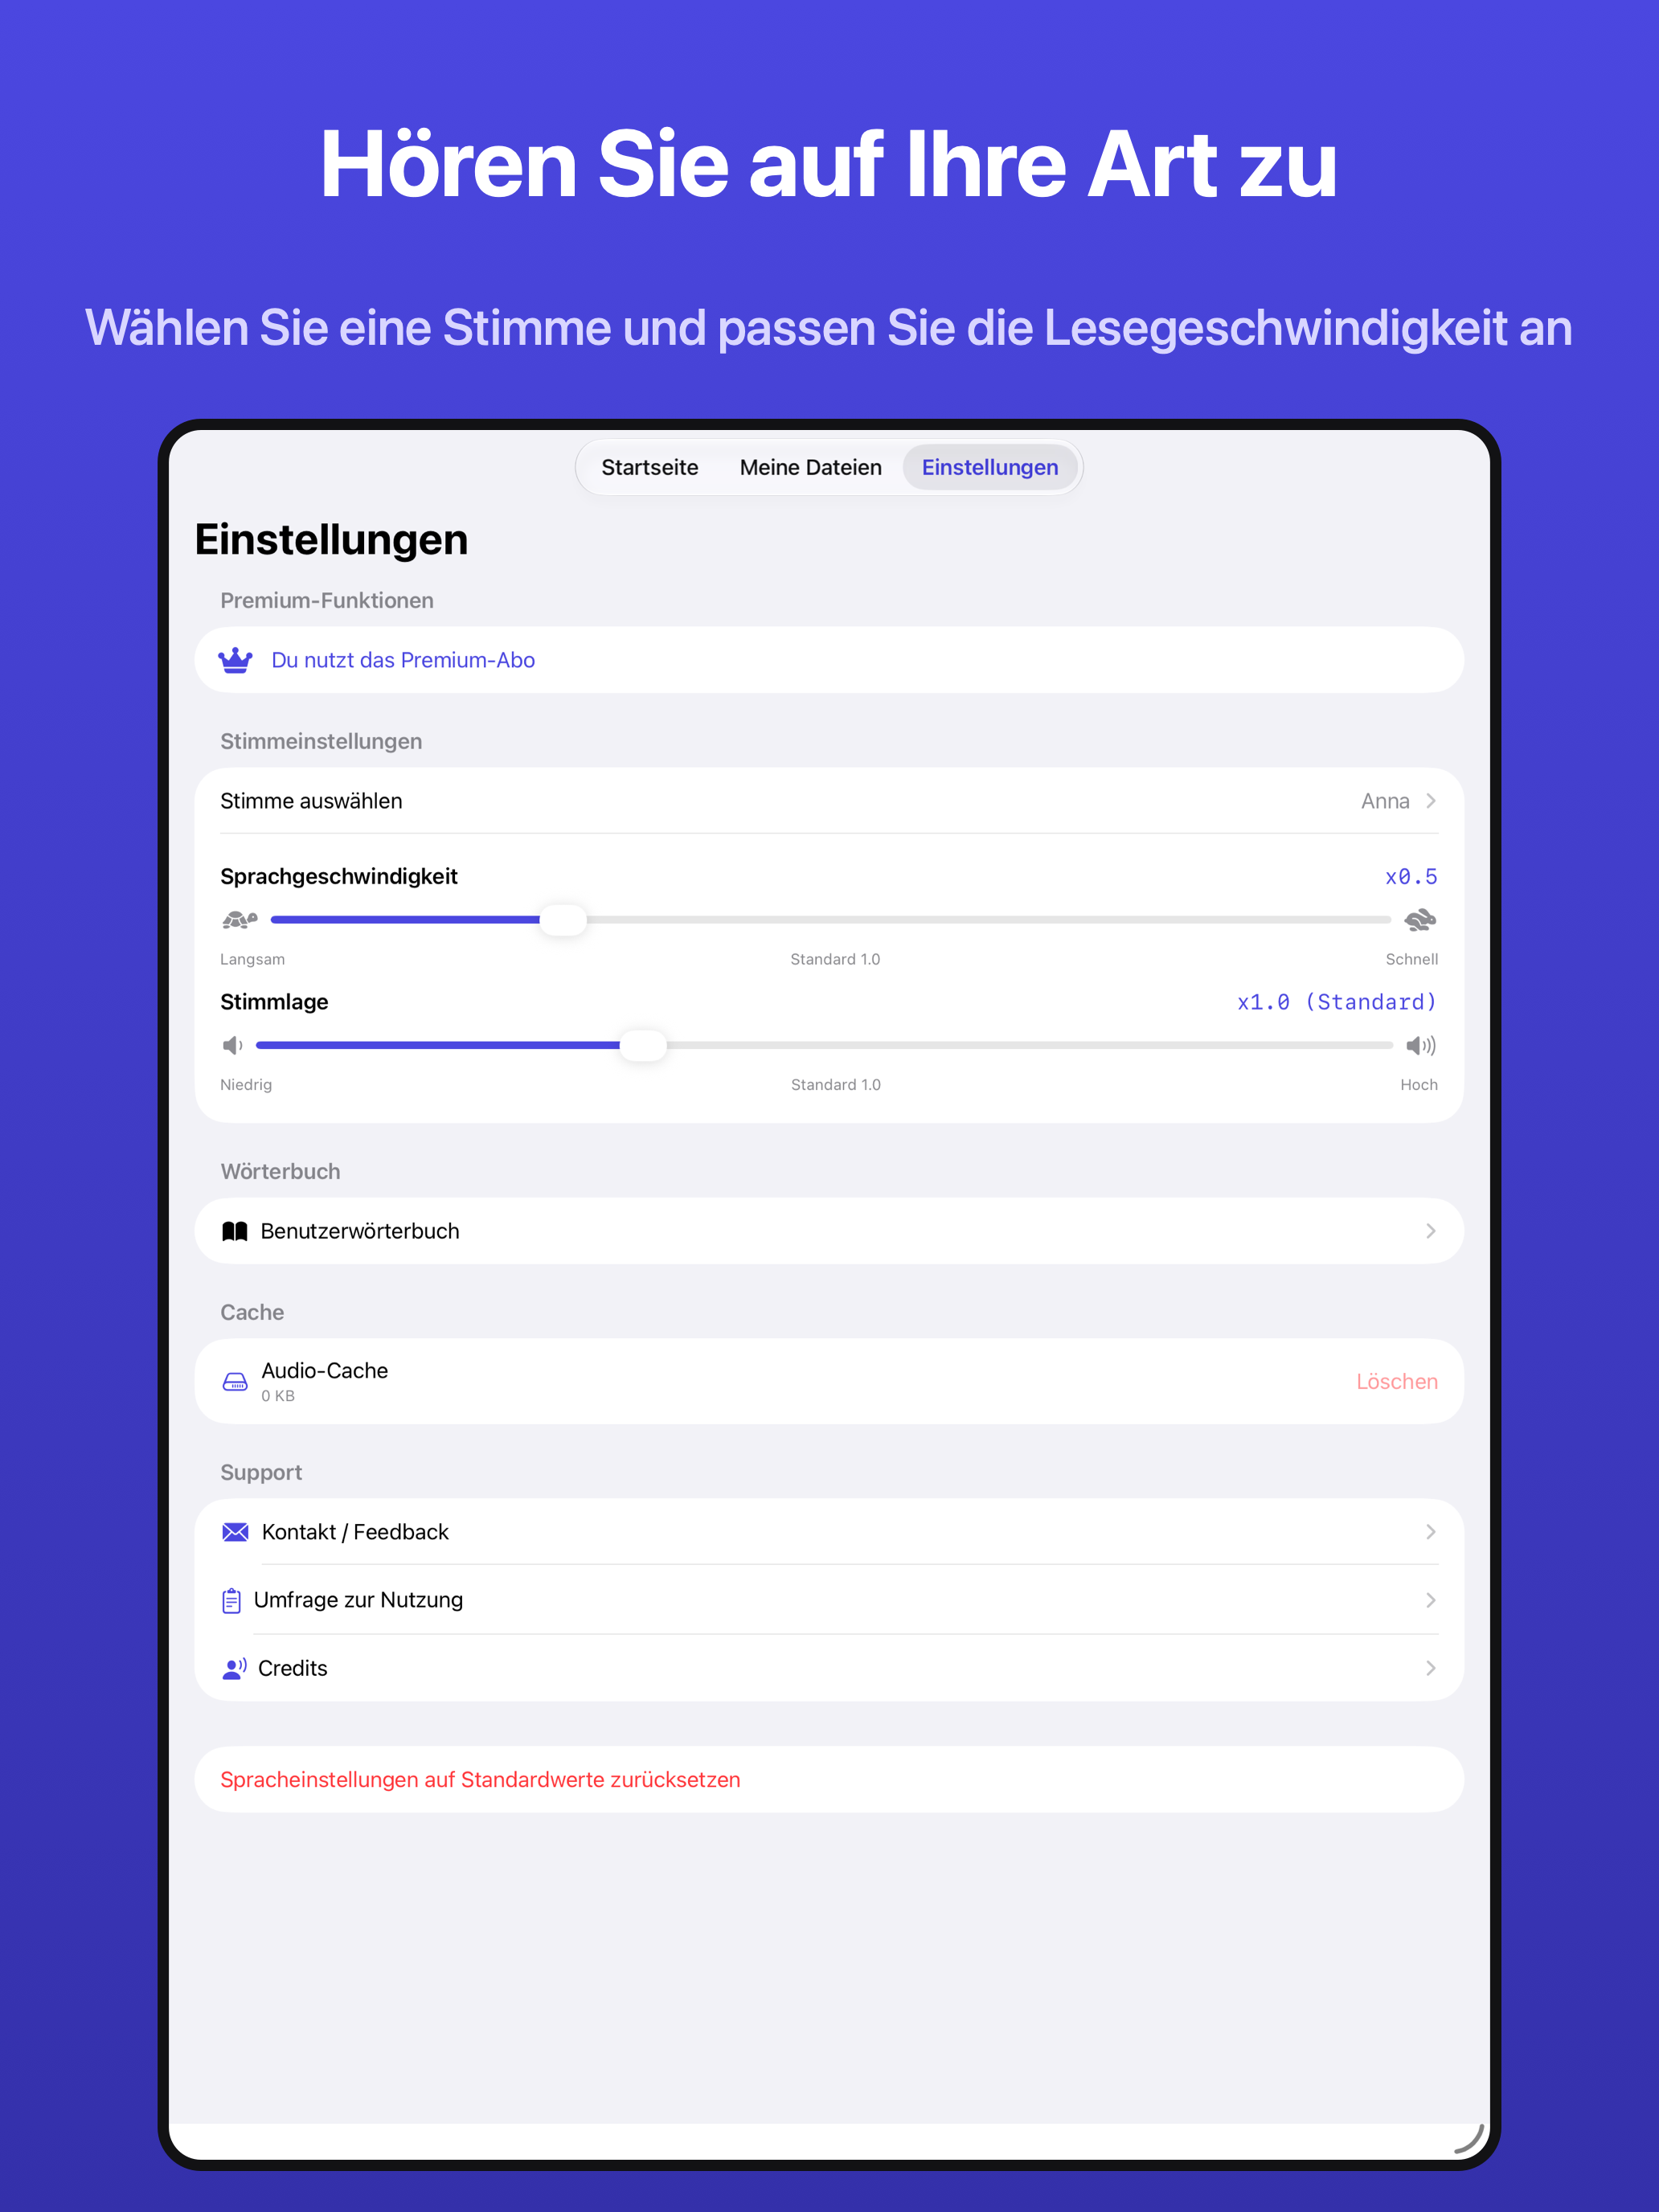 Hören Sie auf Ihre Art zu
Wählen Sie eine Stimme und passen Sie die Lesegeschwindigkeit an
Startseite Meine Dateien Einstellungen
Einstellungen
Premium-Funktionen
Du nutzt das Premium-Abo
Stimmeinstellungen
Stimme auswählen Anna
Sprachgeschwindigkeit x0.5
Langsam Standard 1.0 Schnell
Stimmlage x1.0 (Standard)
Niedrig Standard 1.0 Hoch
Wörterbuch
Benutzerwörterbuch
Cache
Audio-Cache
0 KB
Löschen
Support
Kontakt / Feedback
Umfrage zur Nutzung
Credits
Spracheinstellungen auf Standardwerte zurücksetzen